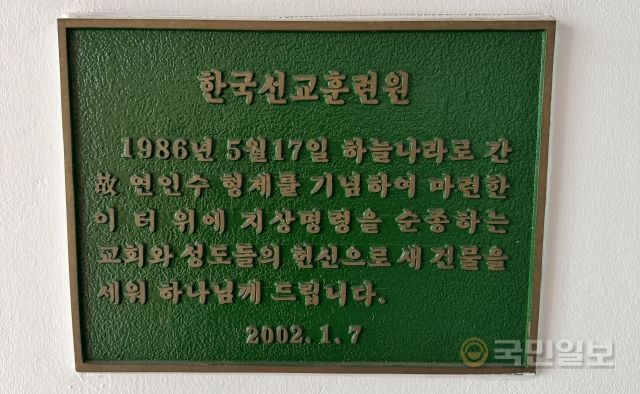 한국선교훈련원
1986년 5월17일 하늘나라로 간
故 연인수 형제를 기념하여 마련한
이 터 위에 지상명령을 순종하는
교회와 성도들의 헌신으로 새 건물을
세워 하나님께 드립니다.
2002. 1. 7
국민일보